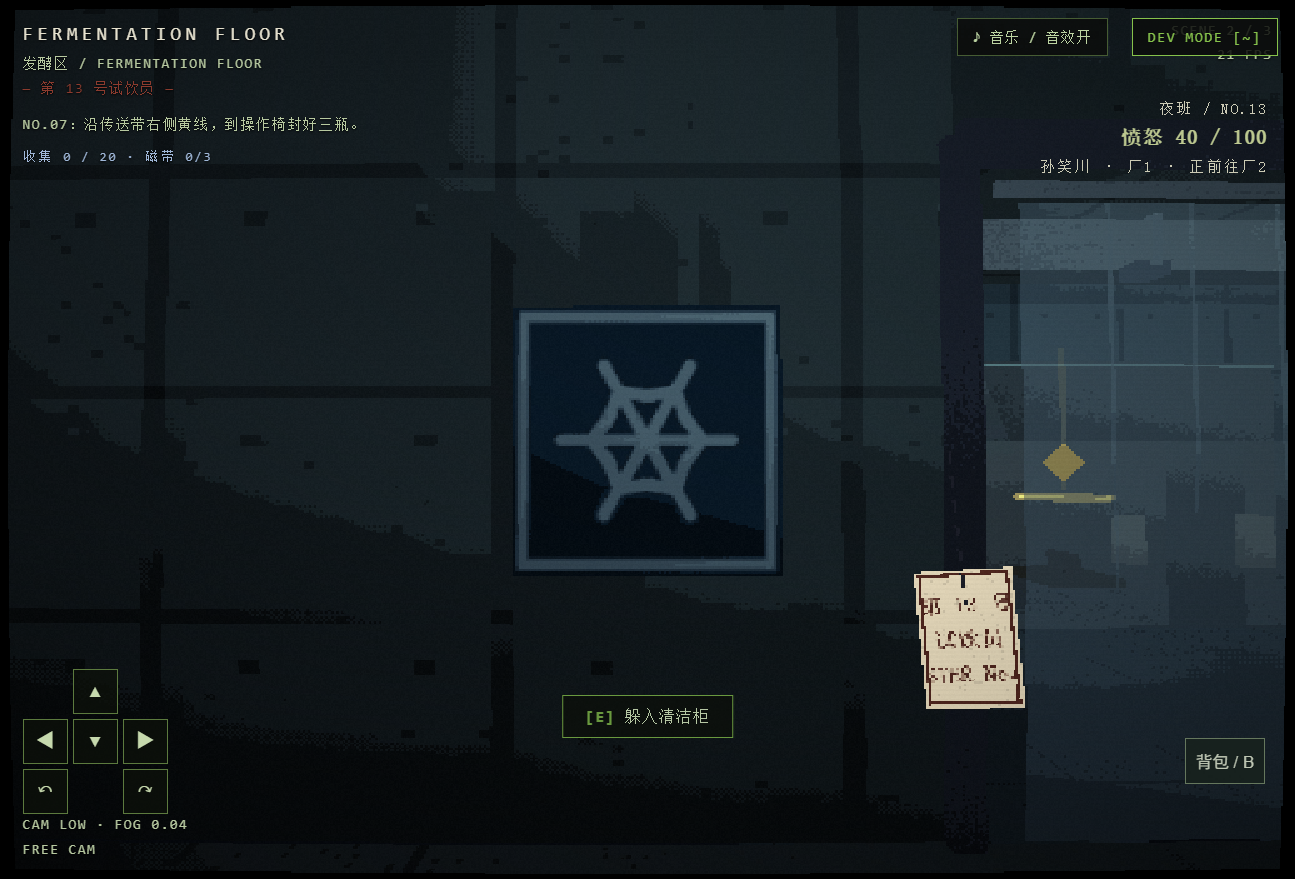 FERMENTATION FLOOR
发酵区 / FERMENTATION FLOOR
— 第 13 号试饮员 —
NO.07: 沿传送带右侧黄线，到操作椅封好三瓶。
收集 0 / 20 · 磁带 0/3
♪ 音乐 / 音效开
DEV MODE [~]
21 FPS
夜班 / NO.13
愤怒 40 / 100
孙笑川 · 厂1 · 正前往厂2
[E] 躲入清洁柜
背包 / B
CAM LOW · FOG 0.04
FREE CAM